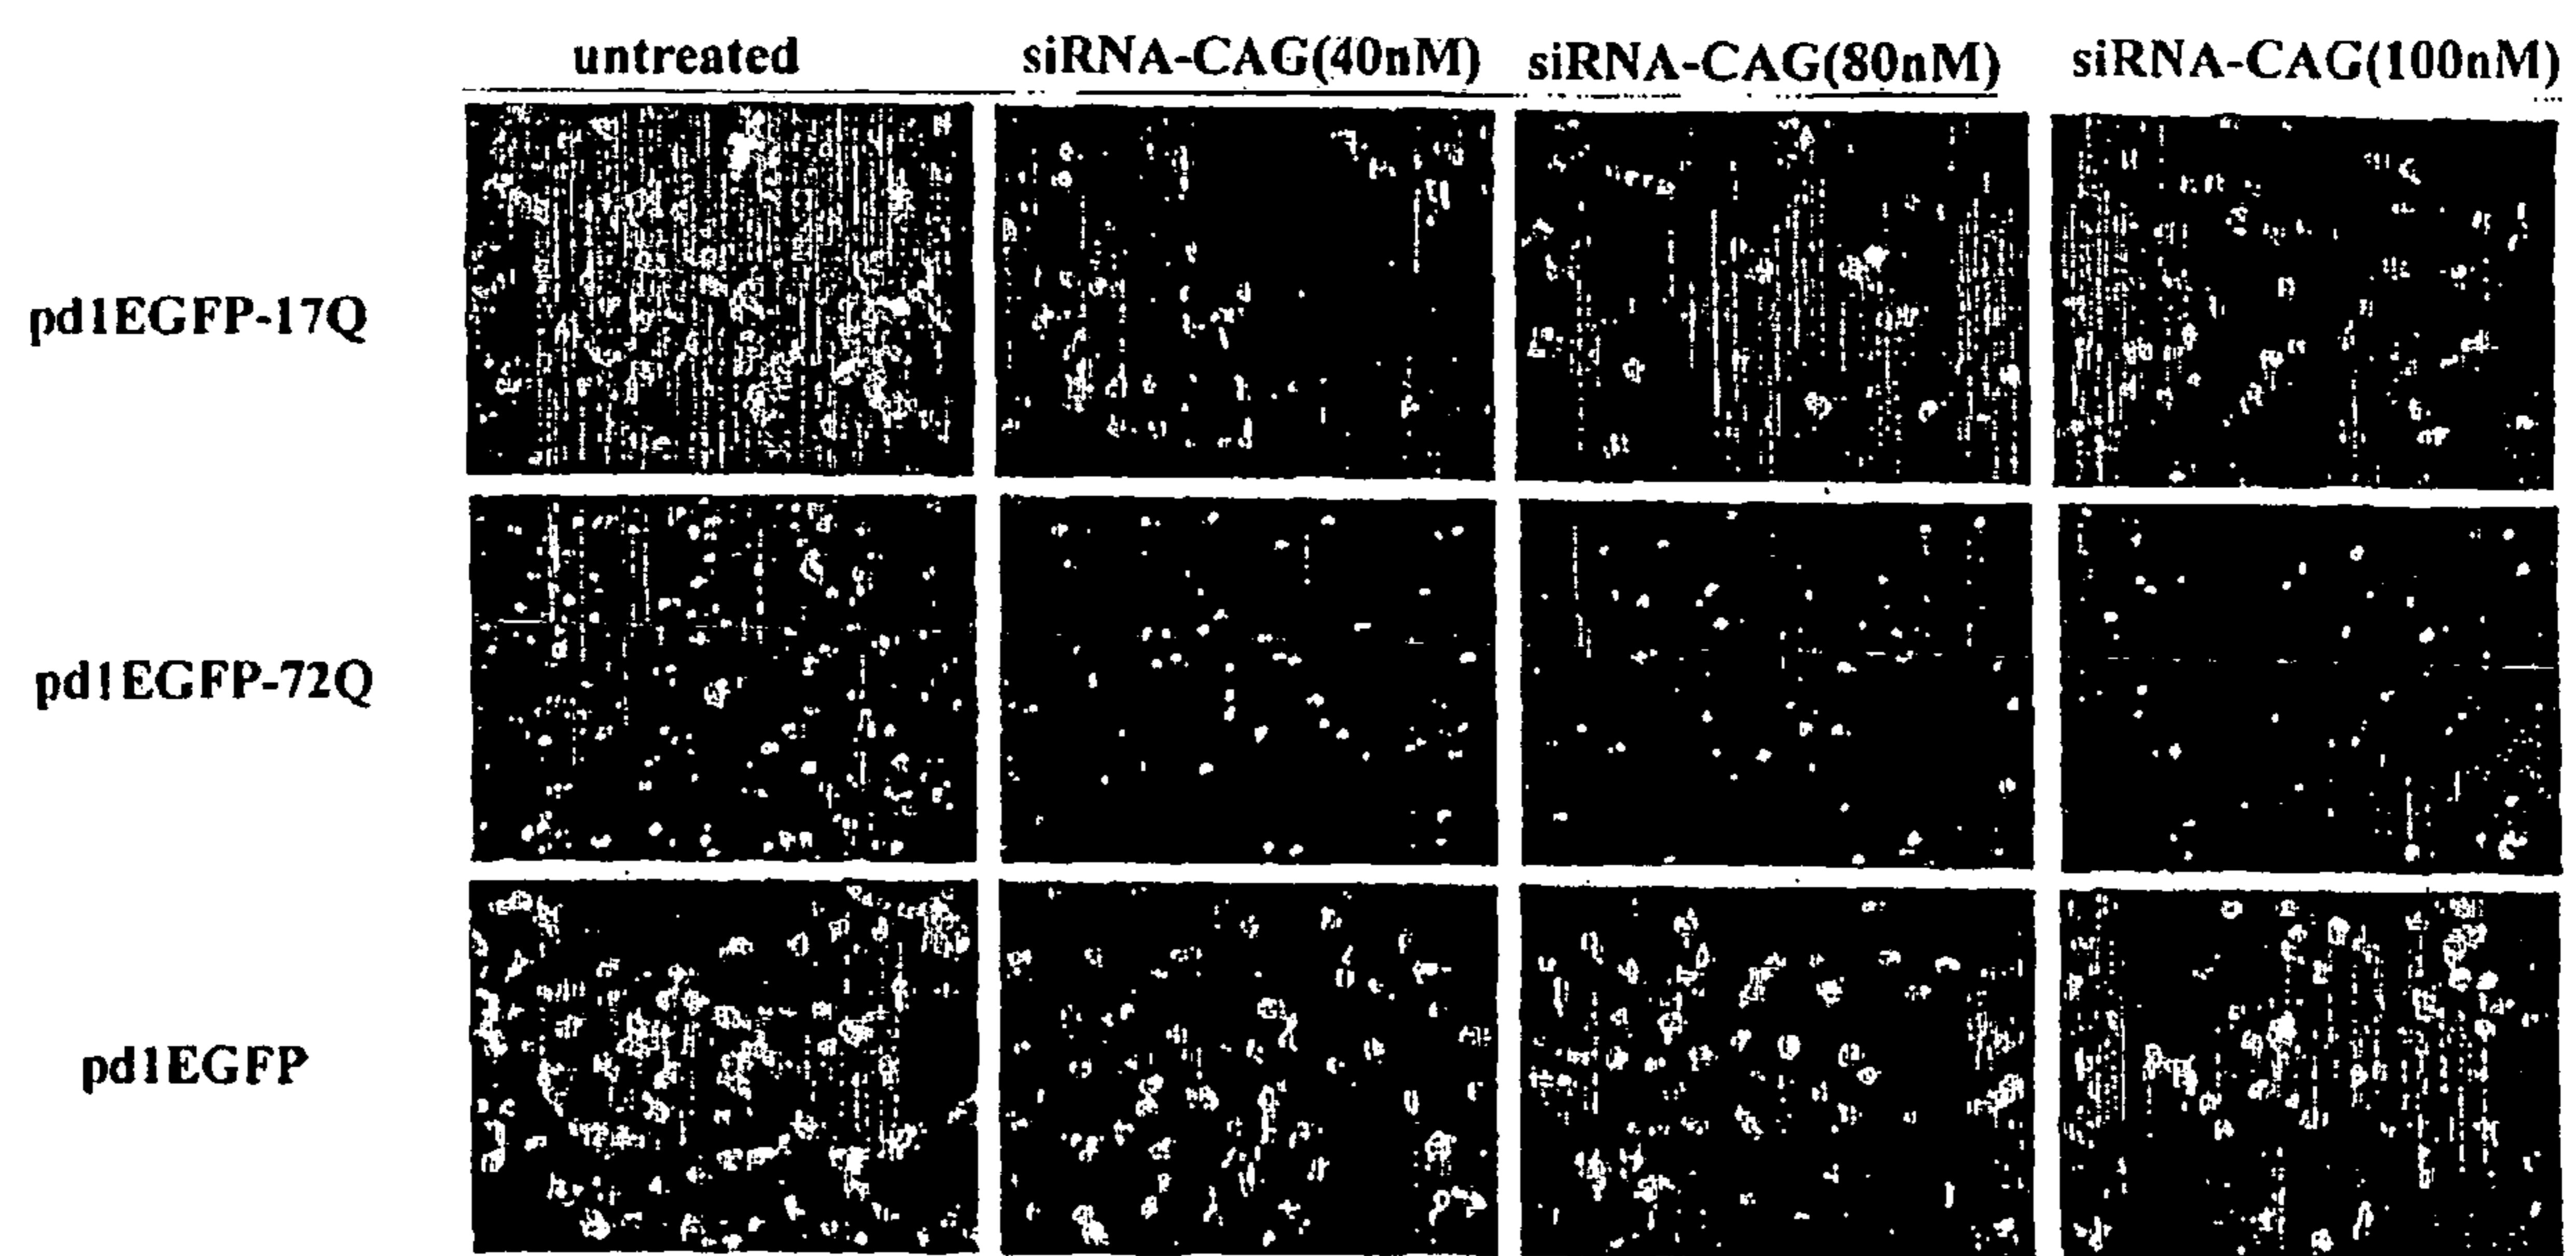 untreated siRNA-CAG(40nM) siRNA-CAG(80nM) siRNA-CAG(100nM)
pd1EGFP-17Q
pd1EGFP-72Q
pd1EGFP